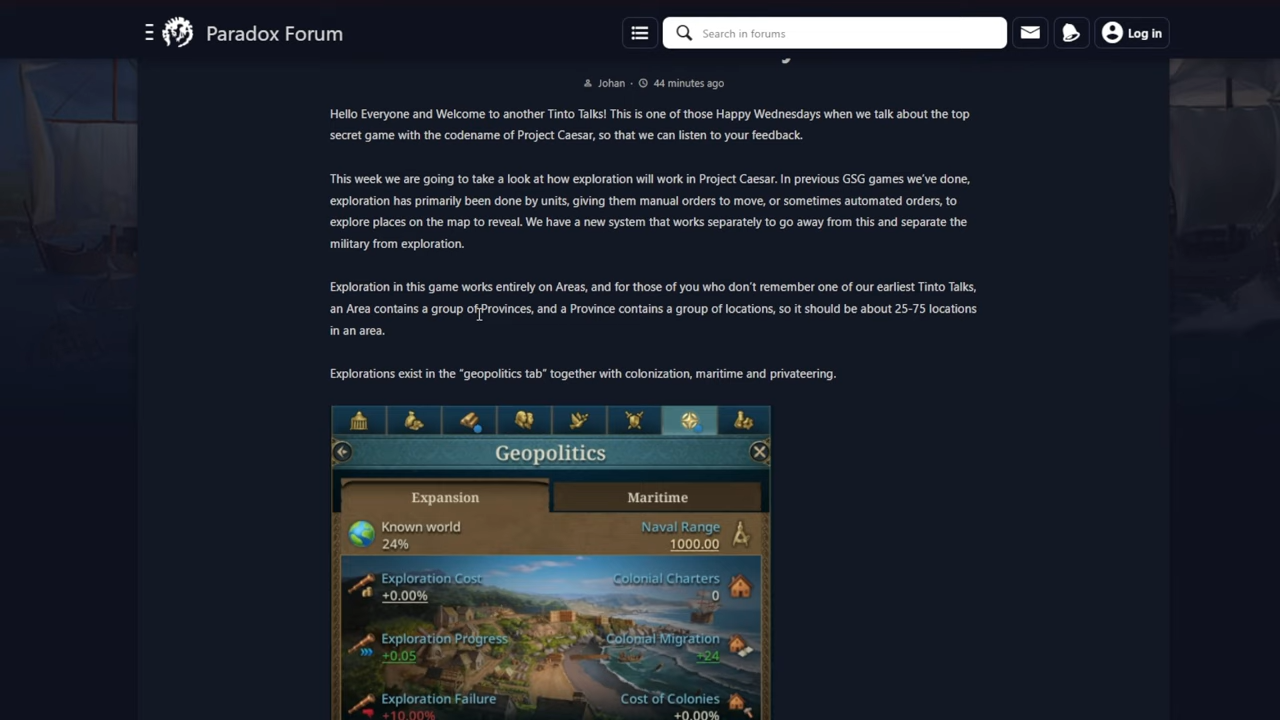 Paradox Forum
Search in forums
Log in
Johan · 44 minutes ago
Hello Everyone and Welcome to another Tinto Talks! This is one of those Happy Wednesdays when we talk about the top
secret game with the codename of Project Caesar, so that we can listen to your feedback.
This week we are going to take a look at how exploration will work in Project Caesar. In previous GSG games we’ve done,
exploration has primarily been done by units, giving them manual orders to move, or sometimes automated orders, to
explore places on the map to reveal. We have a new system that works separately to go away from this and separate the
military from exploration.
Exploration in this game works entirely on Areas, and for those of you who don’t remember one of our earliest Tinto Talks,
an Area contains a group of Provinces, and a Province contains a group of locations, so it should be about 25-75 locations
in an area.
Explorations exist in the “geopolitics tab” together with colonization, maritime and privateering.
Geopolitics
Expansion Maritime
Known world Naval Range
24% 1000.00
Exploration Cost Colonial Charters
+0.00% 0
Exploration Progress Colonial Migration
+0.05 +24
Exploration Failure Cost of Colonies
+10.00% +0.00%